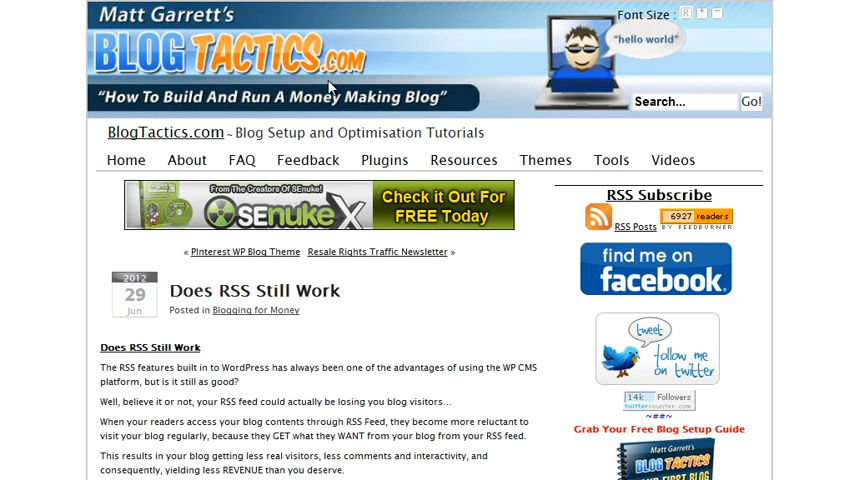 Matt Garrett's
Font Size : R + −
BLOG TACTICS.COM
"hello world"
"How To Build And Run A Money Making Blog"
Search... Go!
BlogTactics.com ~ Blog Setup and Optimisation Tutorials
Home About FAQ Feedback Plugins Resources Themes Tools Videos
From The Creators Of SEnuke!
SENUKE X
Check it Out For
FREE Today
RSS Subscribe
RSS Posts 6927 readers
BY FEEDBURNER
« PInterest WP Blog Theme Resale Rights Traffic Newsletter »
find me on
facebook.
2012
29
Jun
Does RSS Still Work
Posted in Blogging for Money
tweet
follow me
on twitter
14k Followers
twittercounter.com
~##~
Does RSS Still Work
The RSS features built in to WordPress has always been one of the advantages of using the WP CMS
platform, but is it still as good?
Well, believe it or not, your RSS feed could actually be losing you blog visitors…
When your readers access your blog contents through RSS Feed, they become more reluctant to
visit your blog regularly, because they GET what they WANT from your blog from your RSS feed.
This results in your blog getting less real visitors, less comments and interactivity, and
consequently, yielding less REVENUE than you deserve.
Grab Your Free Blog Setup Guide
Matt Garrett's
BLOG TACTICS
YOUR FIRST BLOG